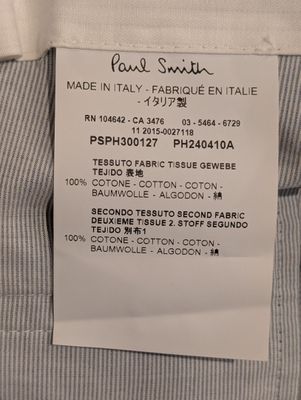 Paul Smith
MADE IN ITALY - FABRIQUÉ EN ITALIE
- イタリア製
RN 104642 - CA 3476 03 - 5464 - 6729
11 2015-0027118
PSPH300127 PH240410A
TESSUTO FABRIC TISSUE GEWEBE
TEJIDO 表地
100% COTONE - COTTON - COTON -
BAUMWOLLE - ALGODON - 綿
SECONDO TESSUTO SECOND FABRIC
DEUXIEME TISSUE 2. STOFF SEGUNDO
TEJIDO 別布1
100% COTONE - COTTON - COTON -
BAUMWOLLE - ALGODON - 綿